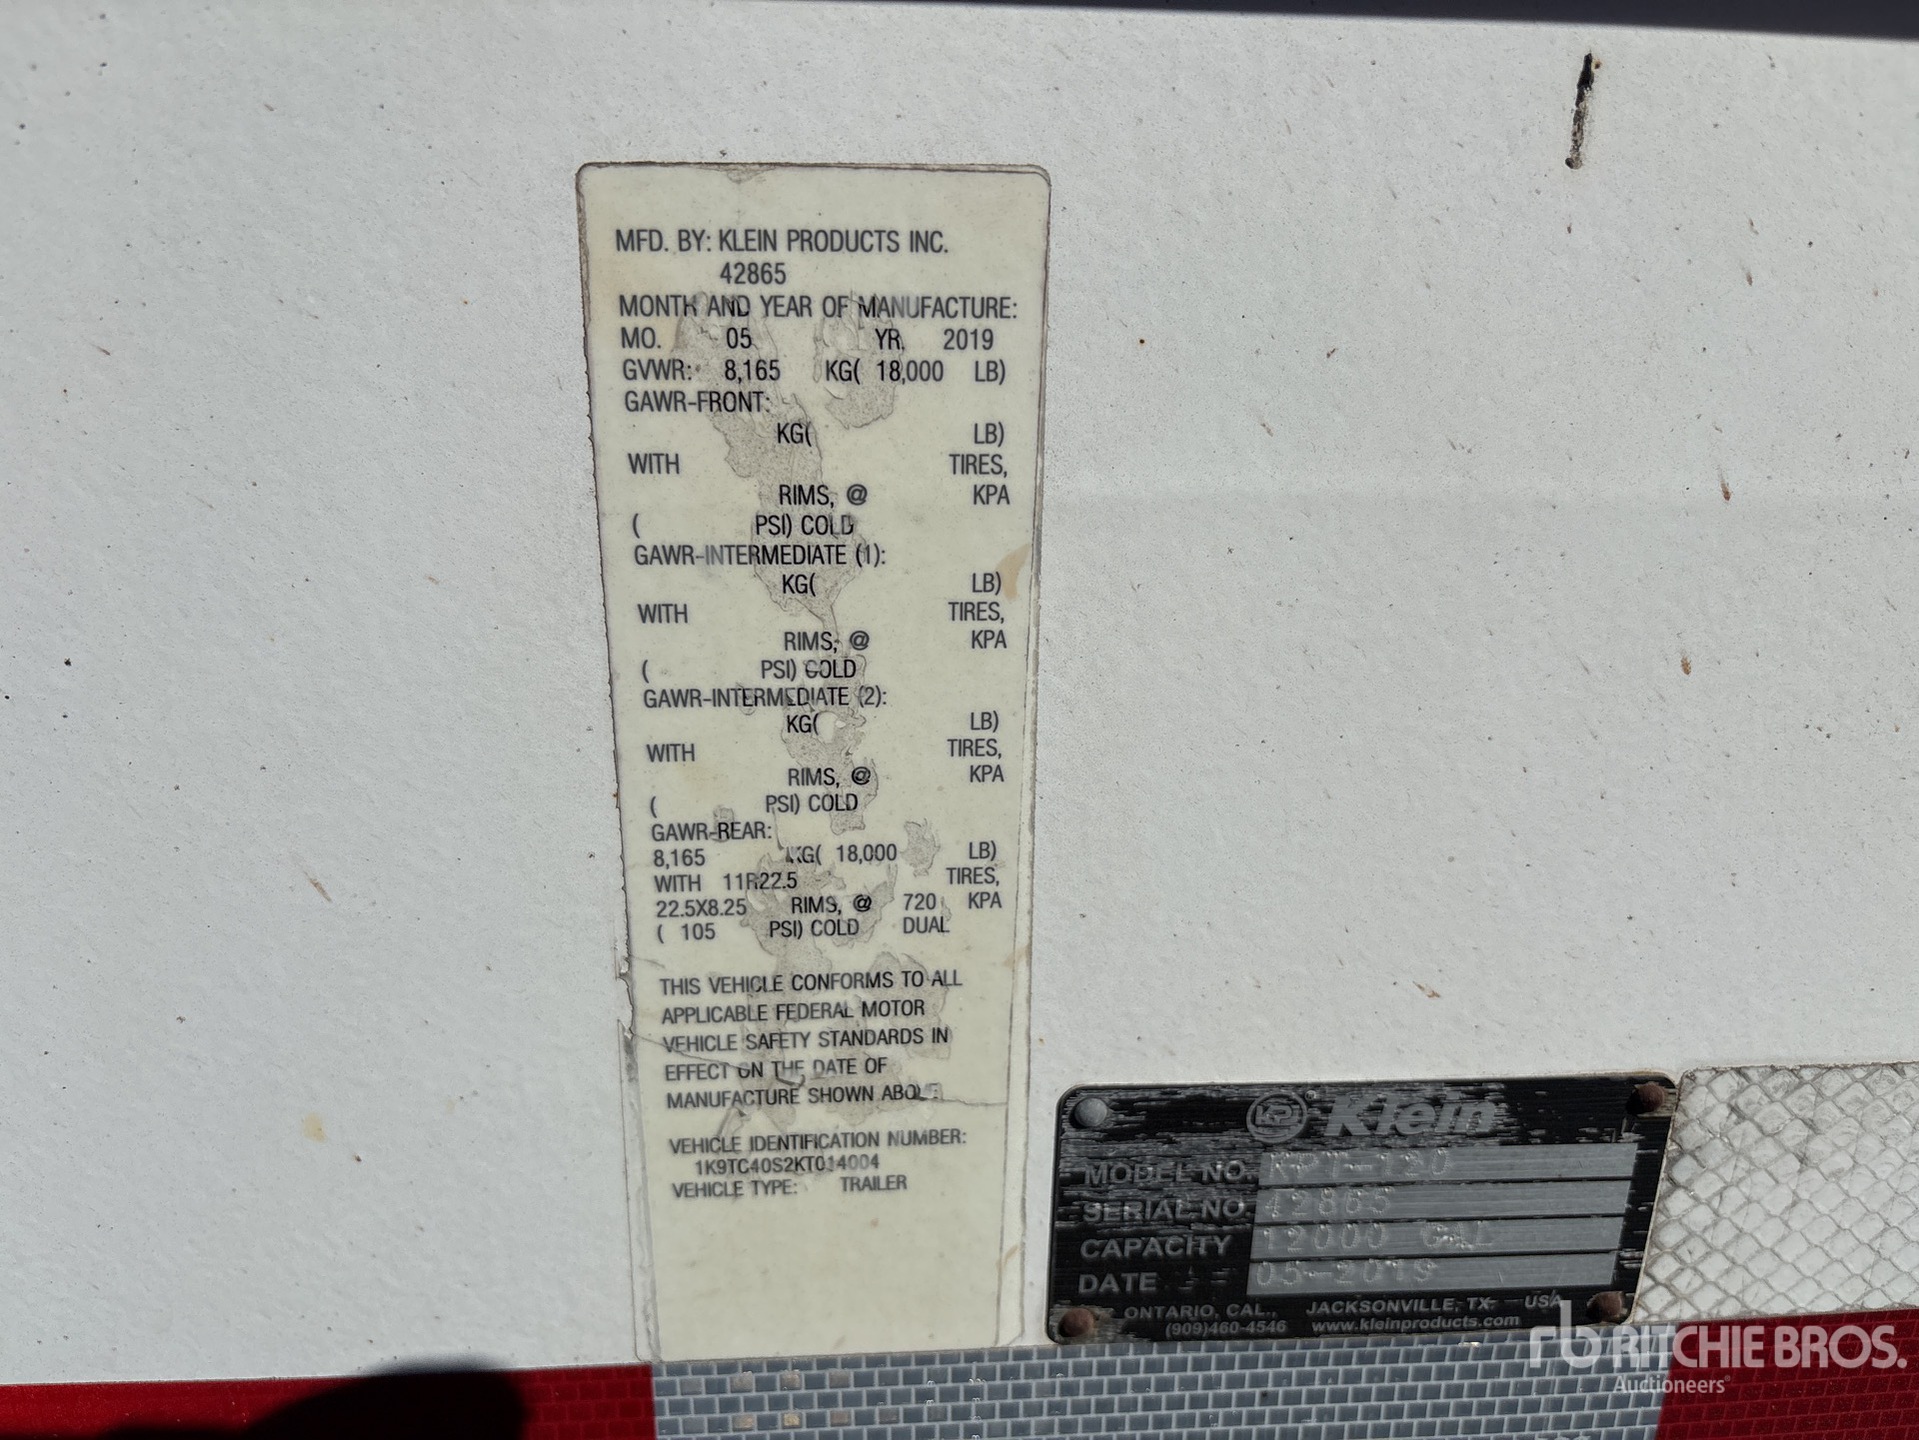 MFD. BY: KLEIN PRODUCTS INC.
42865
MONTH AND YEAR OF MANUFACTURE:
MO. 05 YR. 2019
GVWR: 8,165 KG( 18,000 LB)
GAWR-FRONT:
KG( LB)
WITH TIRES,
RIMS, @ KPA
( PSI) COLD
GAWR-INTERMEDIATE (1):
KG( LB)
WITH TIRES,
RIMS, @ KPA
( PSI) COLD
GAWR-INTERMEDIATE (2):
KG( LB)
WITH TIRES,
RIMS, @ KPA
( PSI) COLD
GAWR-REAR:
8,165 KG( 18,000 LB)
WITH 11R22.5 TIRES,
22.5X8.25 RIMS, @ 720 KPA
( 105 PSI) COLD DUAL
THIS VEHICLE CONFORMS TO ALL
APPLICABLE FEDERAL MOTOR
VEHICLE SAFETY STANDARDS IN
EFFECT ON THE DATE OF
MANUFACTURE SHOWN ABOVE.
VEHICLE IDENTIFICATION NUMBER:
1K9TC40S2KT014004
VEHICLE TYPE: TRAILER
KPI Klein
MODEL NO. KPT-120
SERIAL NO. 42865
CAPACITY 12000 GAL
DATE 05-2019
ONTARIO, CAL., JACKSONVILLE, TX. USA
(909)460-4546 www.kleinproducts.com
rb RITCHIE BROS.
Auctioneers